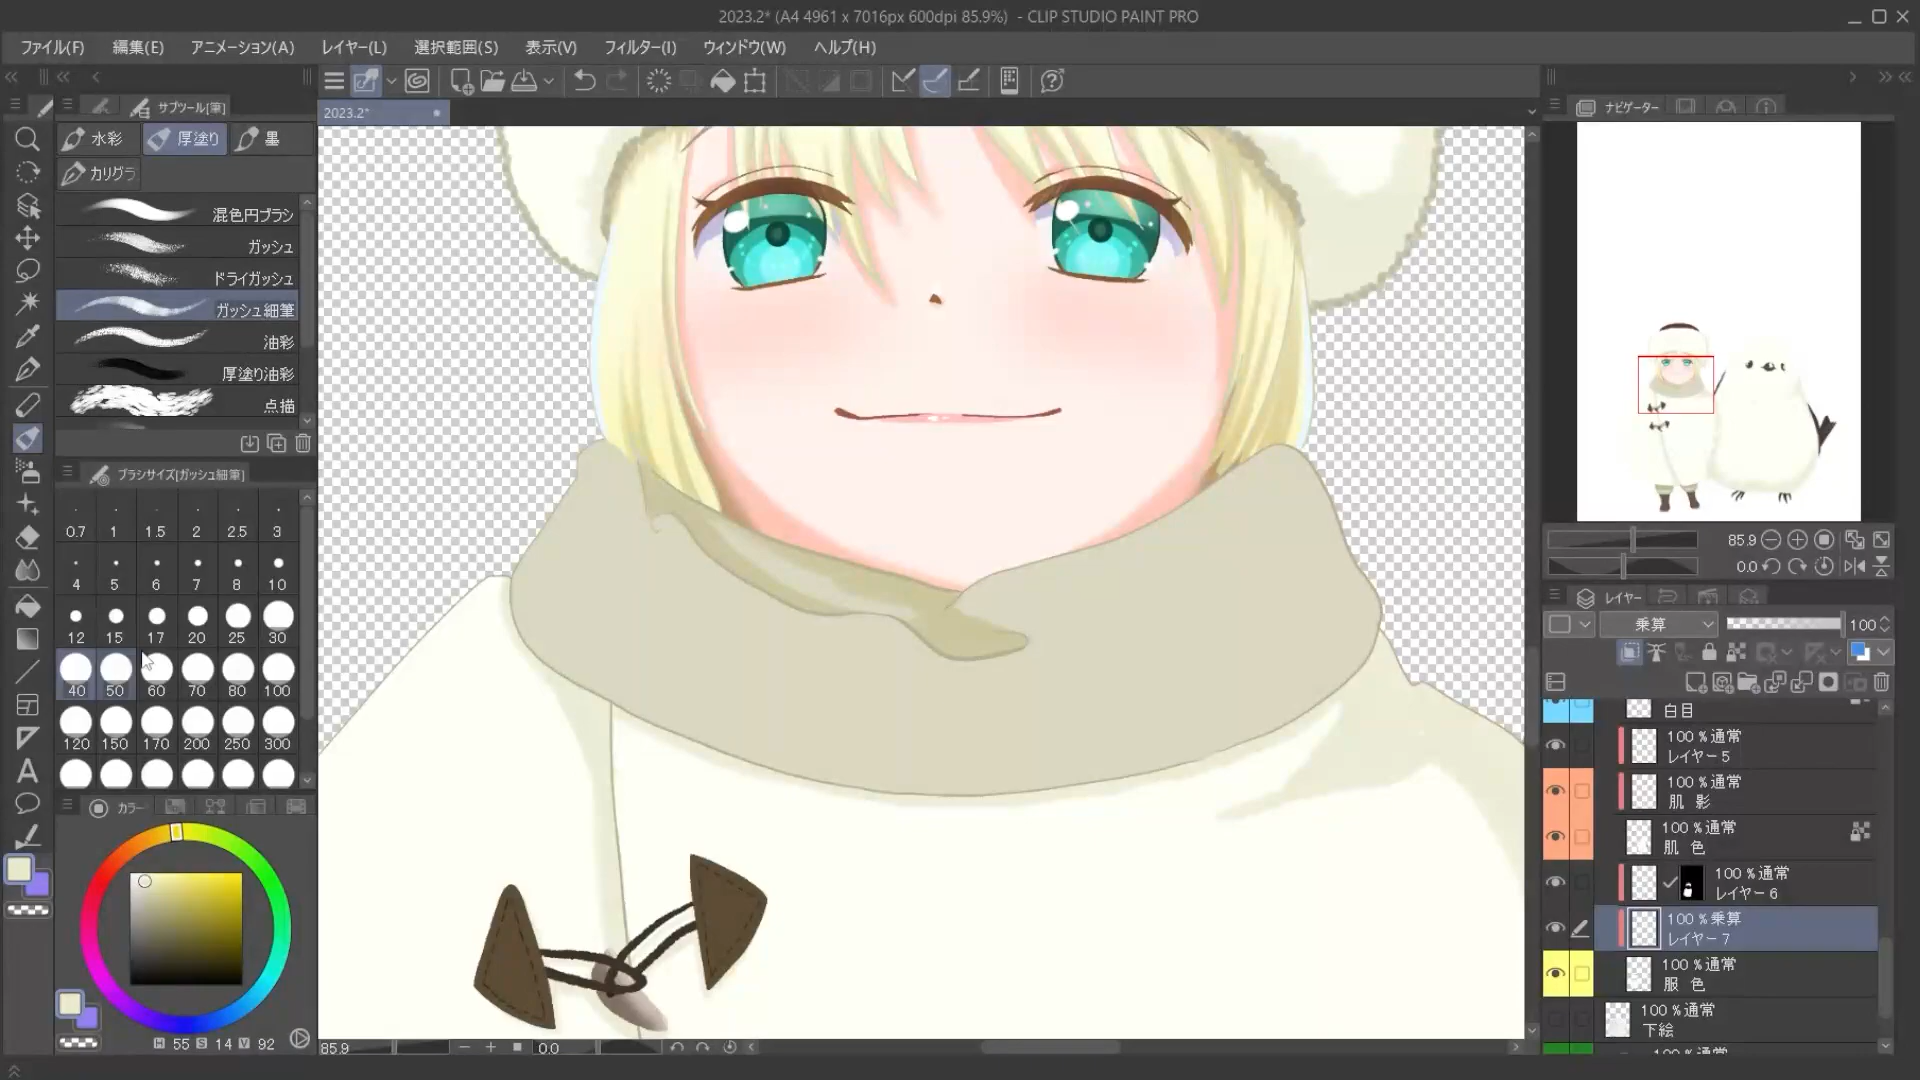 2023.2* (A4 4961 x 7016px 600dpi 85.9%) - CLIP STUDIO PAINT PRO
ファイル(F) 編集(E) アニメーション(A) レイヤー(L) 選択範囲(S) 表示(V) フィルター(I) ウィンドウ(W) ヘルプ(H)
サブツール[筆]
2023.2*
ナビゲーター
水彩 厚塗り 墨
カリグラ
混色円ブラシ
ガッシュ
ドライガッシュ
ガッシュ細筆
油彩
厚塗り油彩
点描
ブラシサイズ[ガッシュ細筆]
0.7 1 1.5 2 2.5 3
4 5 6 7 8 10
12 15 17 20 25 30
40 50 60 70 80 100
120 150 170 200 250 300
カラー
H 55 S 14 V 92
85.9 0.0
85.9
0.0
レイヤー
乗算 100
白目
100 % 通常
レイヤー 5
100 % 通常
肌 影
100 % 通常
肌 色
100 % 通常
レイヤー 6
100 % 乗算
レイヤー 7
100 % 通常
服 色
100 % 通常
下絵
100 % 通常